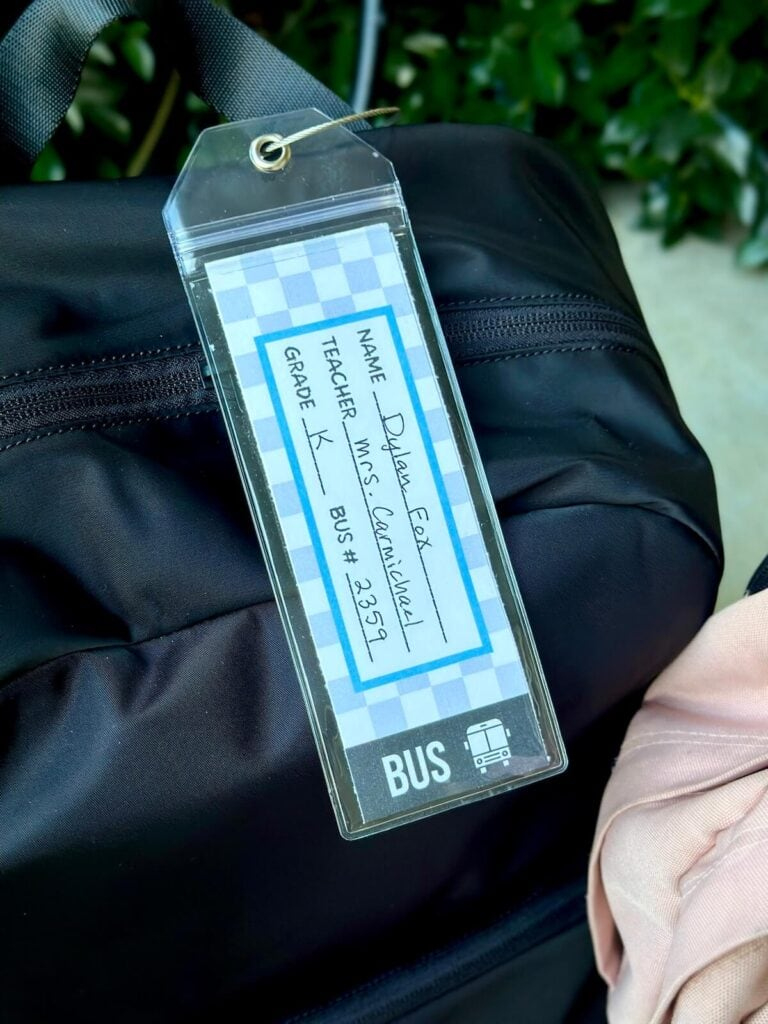 NAME Dylan Fox
TEACHER Mrs. Carmichael
GRADE K BUS # 2359
BUS